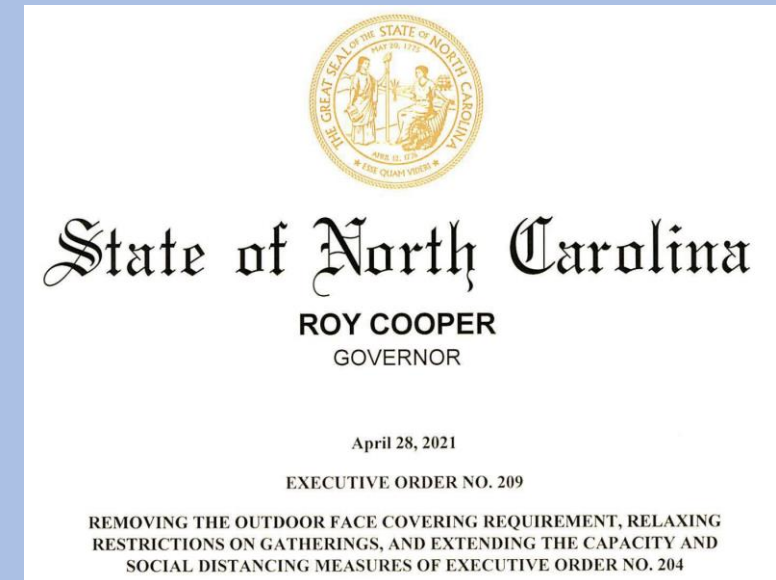 THE GREAT SEAL OF THE STATE OF NORTH CAROLINA
MAY 20, 1775
APRIL 12, 1776
★ ESSE QUAM VIDERI ★
State of North Carolina
ROY COOPER
GOVERNOR
April 28, 2021
EXECUTIVE ORDER NO. 209
REMOVING THE OUTDOOR FACE COVERING REQUIREMENT, RELAXING
RESTRICTIONS ON GATHERINGS, AND EXTENDING THE CAPACITY AND
SOCIAL DISTANCING MEASURES OF EXECUTIVE ORDER NO. 204